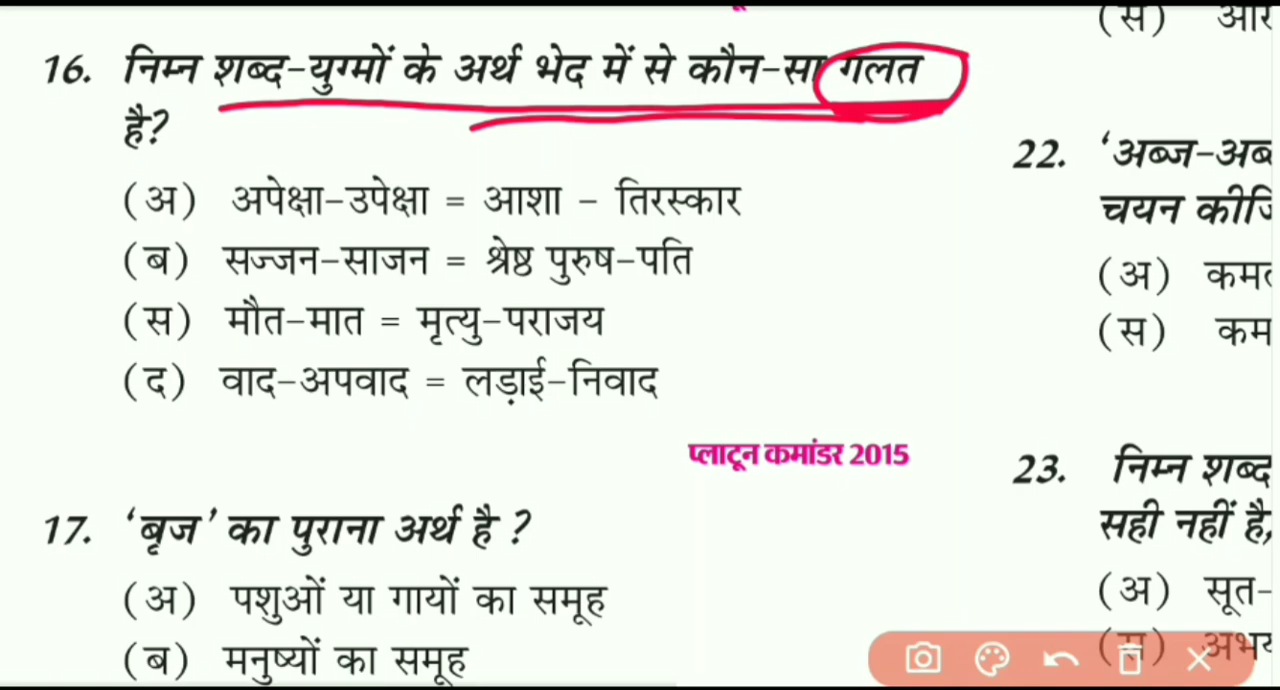 16. निम्न शब्द-युग्मों के अर्थ भेद में से कौन-सा गलत
है?
(अ) अपेक्षा-उपेक्षा = आशा - तिरस्कार
(ब) सज्जन-साजन = श्रेष्ठ पुरुष-पति
(स) मौत-मात = मृत्यु-पराजय
(द) वाद-अपवाद = लड़ाई-निवाद
प्लाटून कमांडर 2015
17. ‘बृज’ का पुराना अर्थ है ?
(अ) पशुओं या गायों का समूह
(ब) मनुष्यों का समूह
(स)
22. ‘अब्ज-अब
चयन कीजि
(अ)
(स) कम
23. निम्न शब्द
सही नहीं है,
(अ) सूत-
(स)